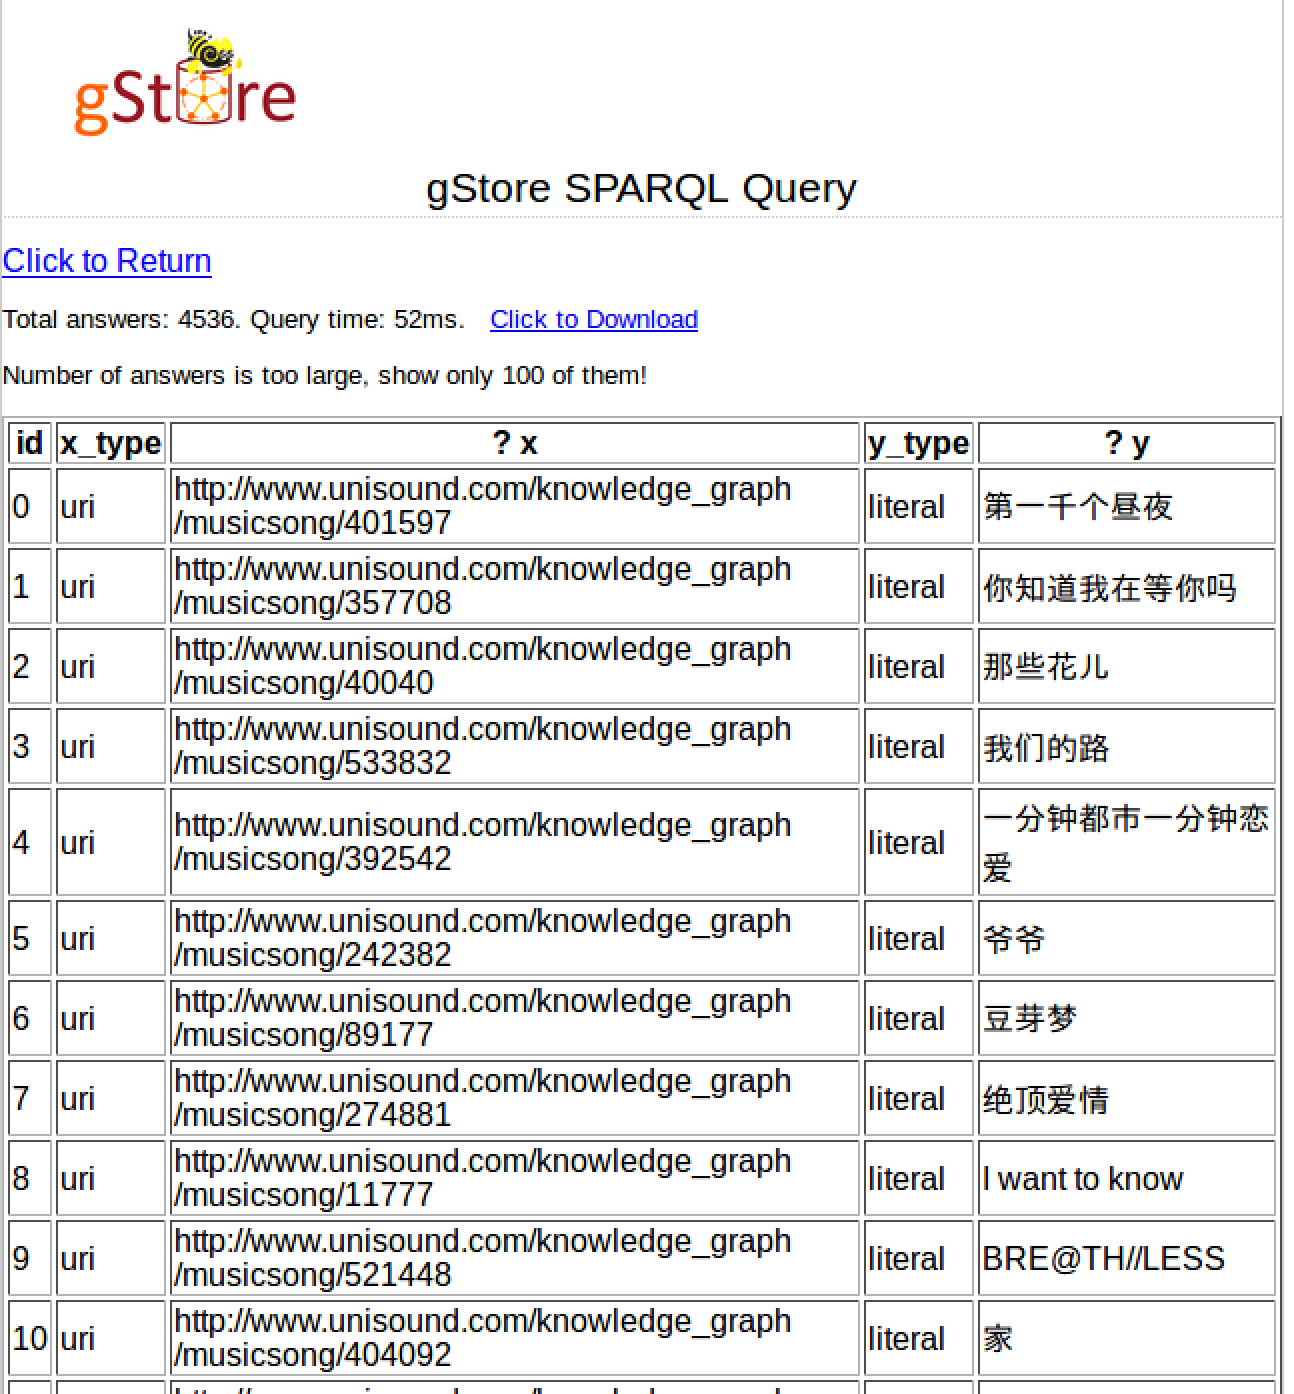 gStore
gStore SPARQL Query
Click to Return
Total answers: 4536. Query time: 52ms. Click to Download
Number of answers is too large, show only 100 of them!
id x_type ? x y_type ? y
0 uri http://www.unisound.com/knowledge_graph literal 第一千个昼夜
/musicsong/401597
1 uri http://www.unisound.com/knowledge_graph literal 你知道我在等你吗
/musicsong/357708
2 uri http://www.unisound.com/knowledge_graph literal 那些花儿
/musicsong/40040
3 uri http://www.unisound.com/knowledge_graph literal 我们的路
/musicsong/533832
4 uri http://www.unisound.com/knowledge_graph literal 一分钟都市一分钟恋
/musicsong/392542 爱
5 uri http://www.unisound.com/knowledge_graph literal 爷爷
/musicsong/242382
6 uri http://www.unisound.com/knowledge_graph literal 豆芽梦
/musicsong/89177
7 uri http://www.unisound.com/knowledge_graph literal 绝顶爱情
/musicsong/274881
8 uri http://www.unisound.com/knowledge_graph literal I want to know
/musicsong/11777
9 uri http://www.unisound.com/knowledge_graph literal BRE@TH//LESS
/musicsong/521448
10 uri http://www.unisound.com/knowledge_graph literal 家
/musicsong/404092